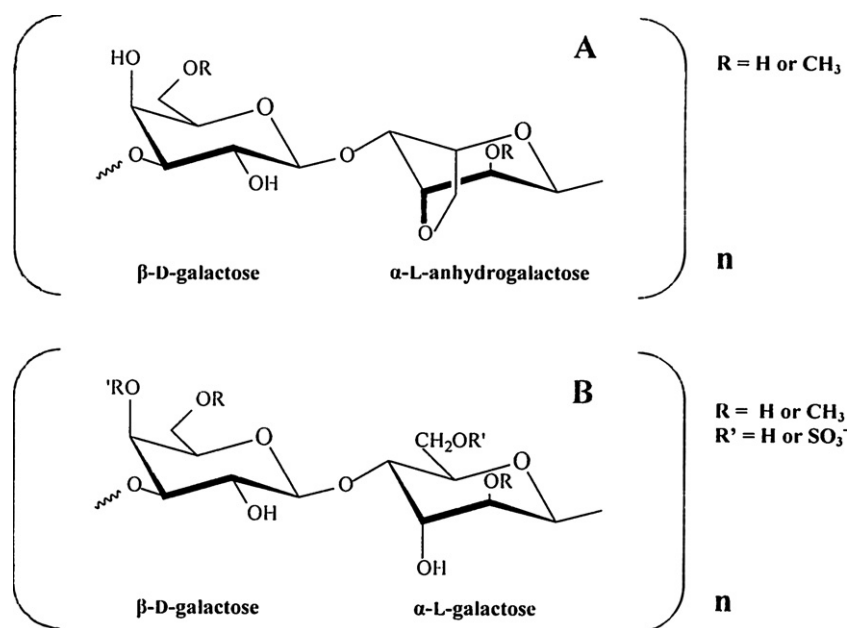 A
HO
OR
R = H or CH₃
O
O
O
OR
O
OH
O
n
β-D-galactose
α-L-anhydrogalactose
B
'RO
OR
R = H or CH₃
R' = H or SO₃⁻
CH₂OR'
O
O
OR
O
O
OH
OH
n
β-D-galactose
α-L-galactose